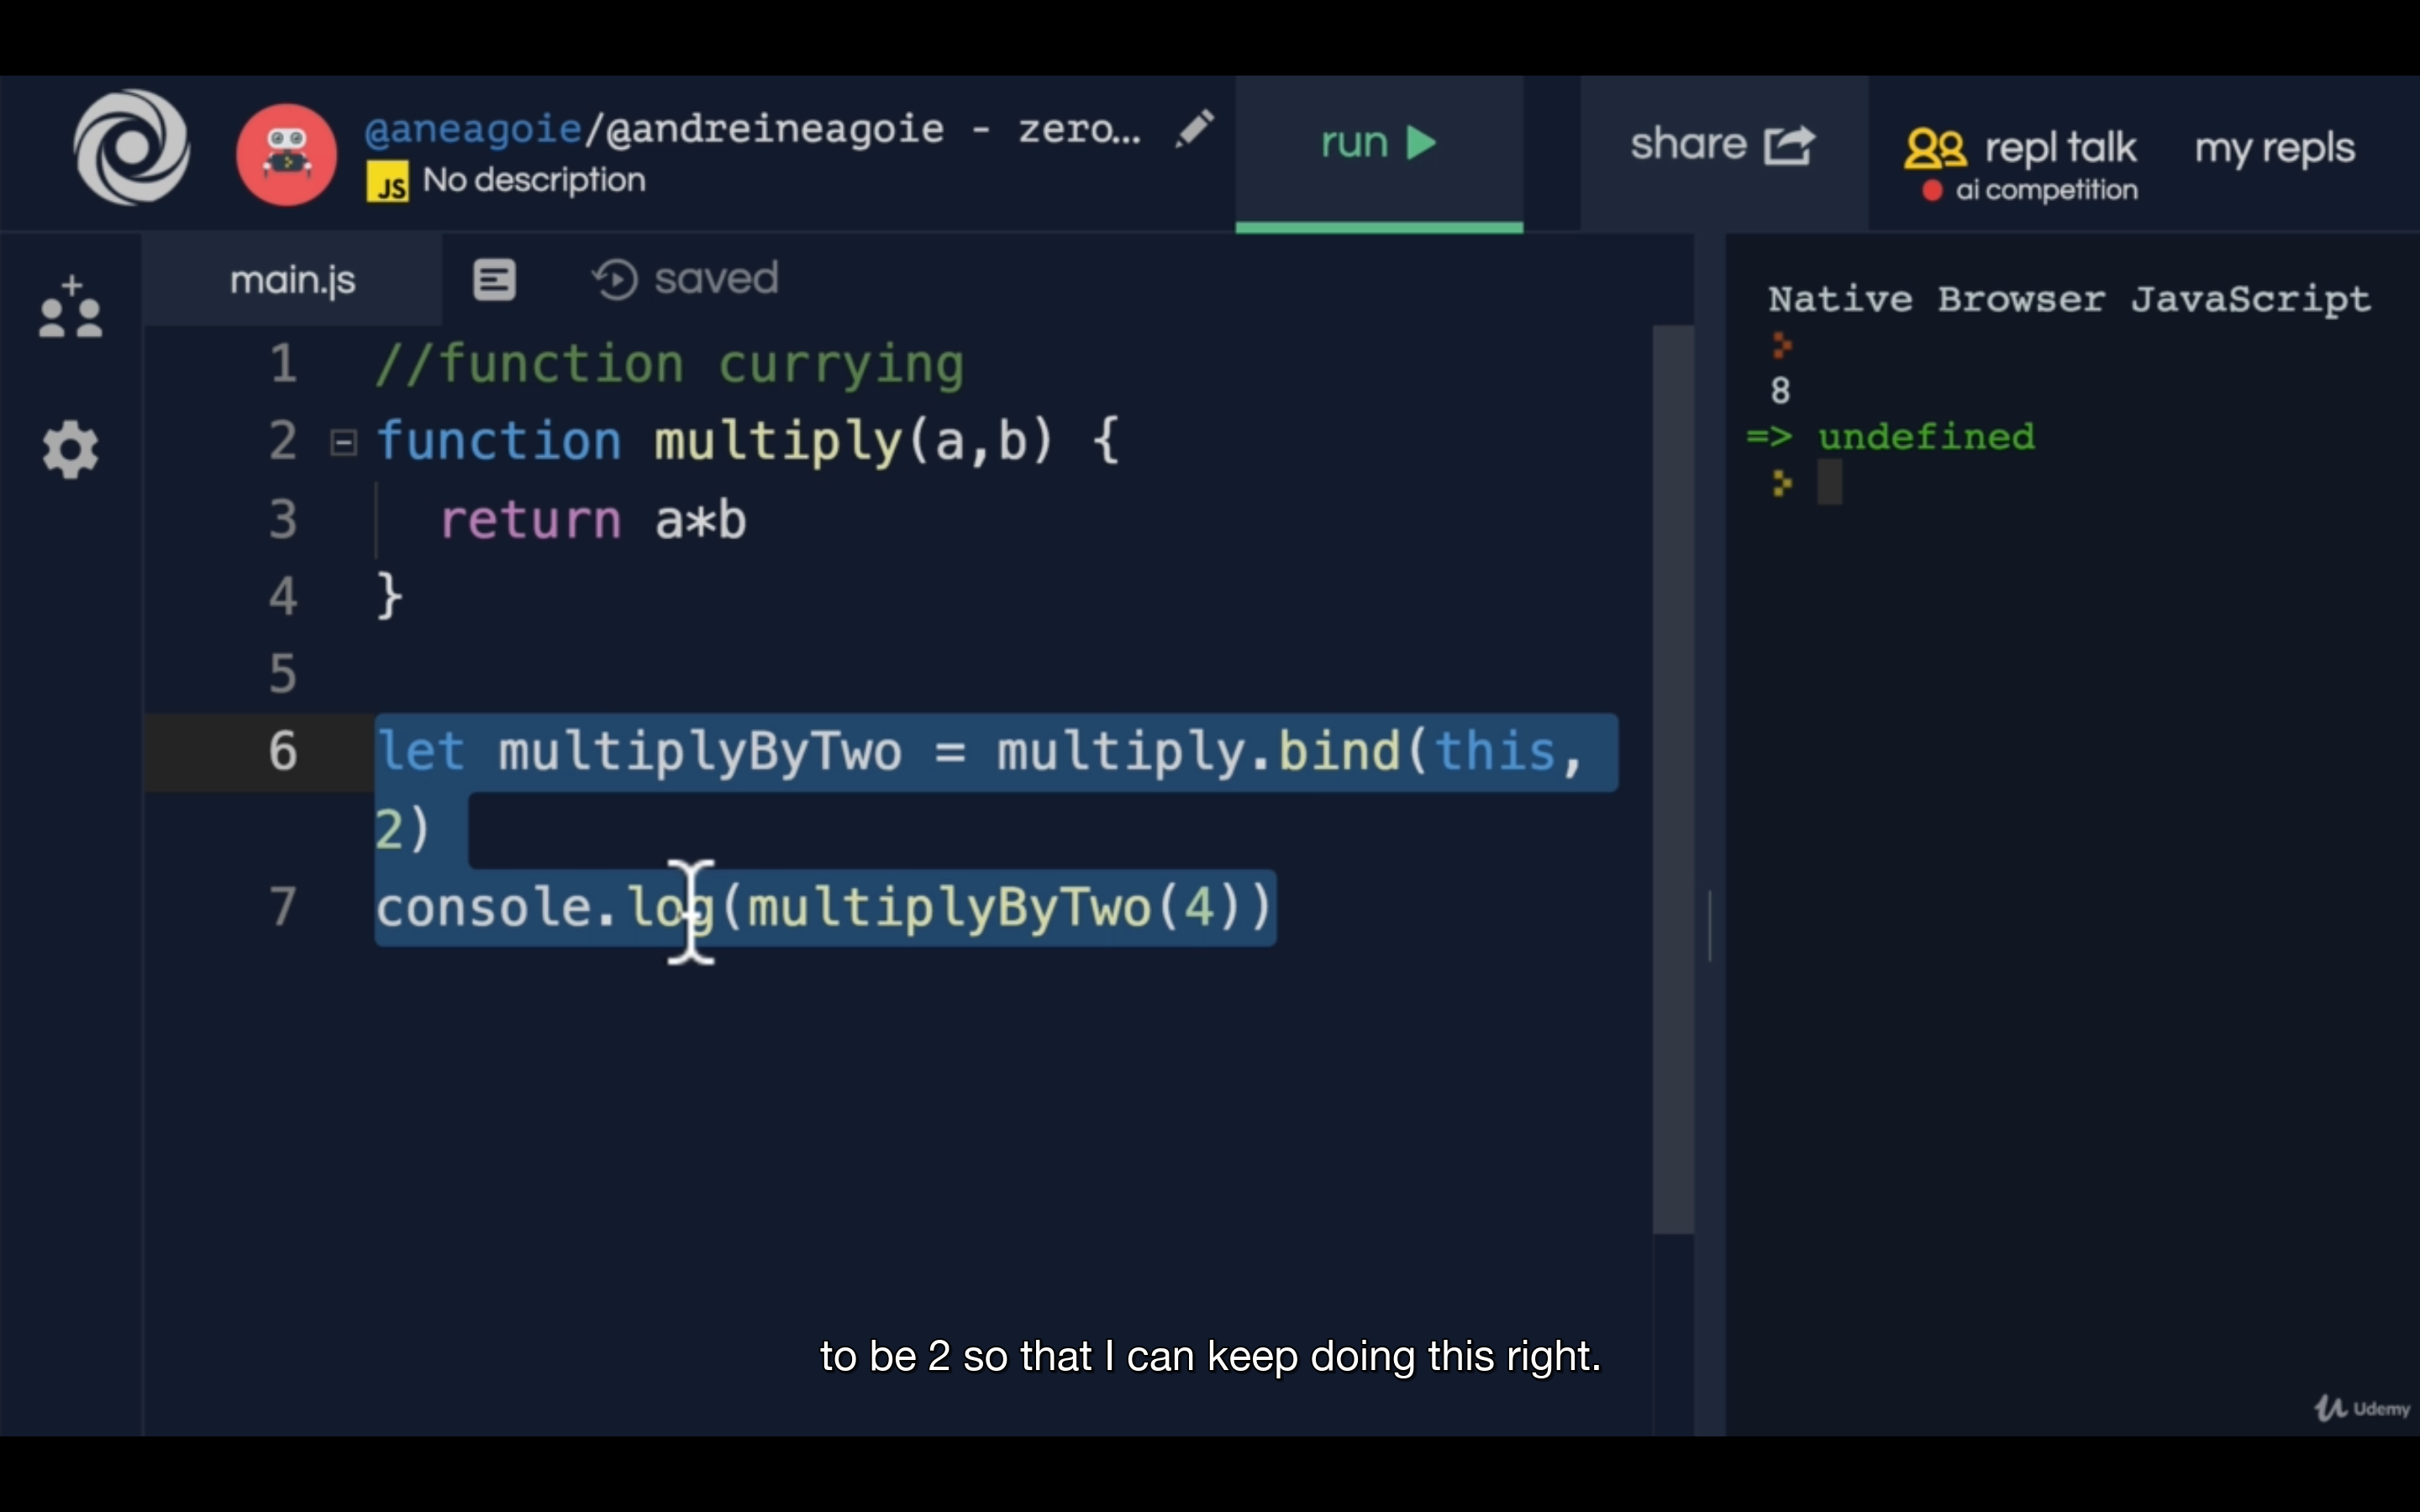 @aneagoie/@andreineagoie - zero...
JS No description
run
share
repl talk
ai competition
my repls
main.js
saved
1 //function currying
2 function multiply(a,b) {
3 return a*b
4 }
5
6 let multiplyByTwo = multiply.bind(this,
2)
7 console.log(multiplyByTwo(4))
Native Browser JavaScript
8
=> undefined
to be 2 so that I can keep doing this right.
Udemy